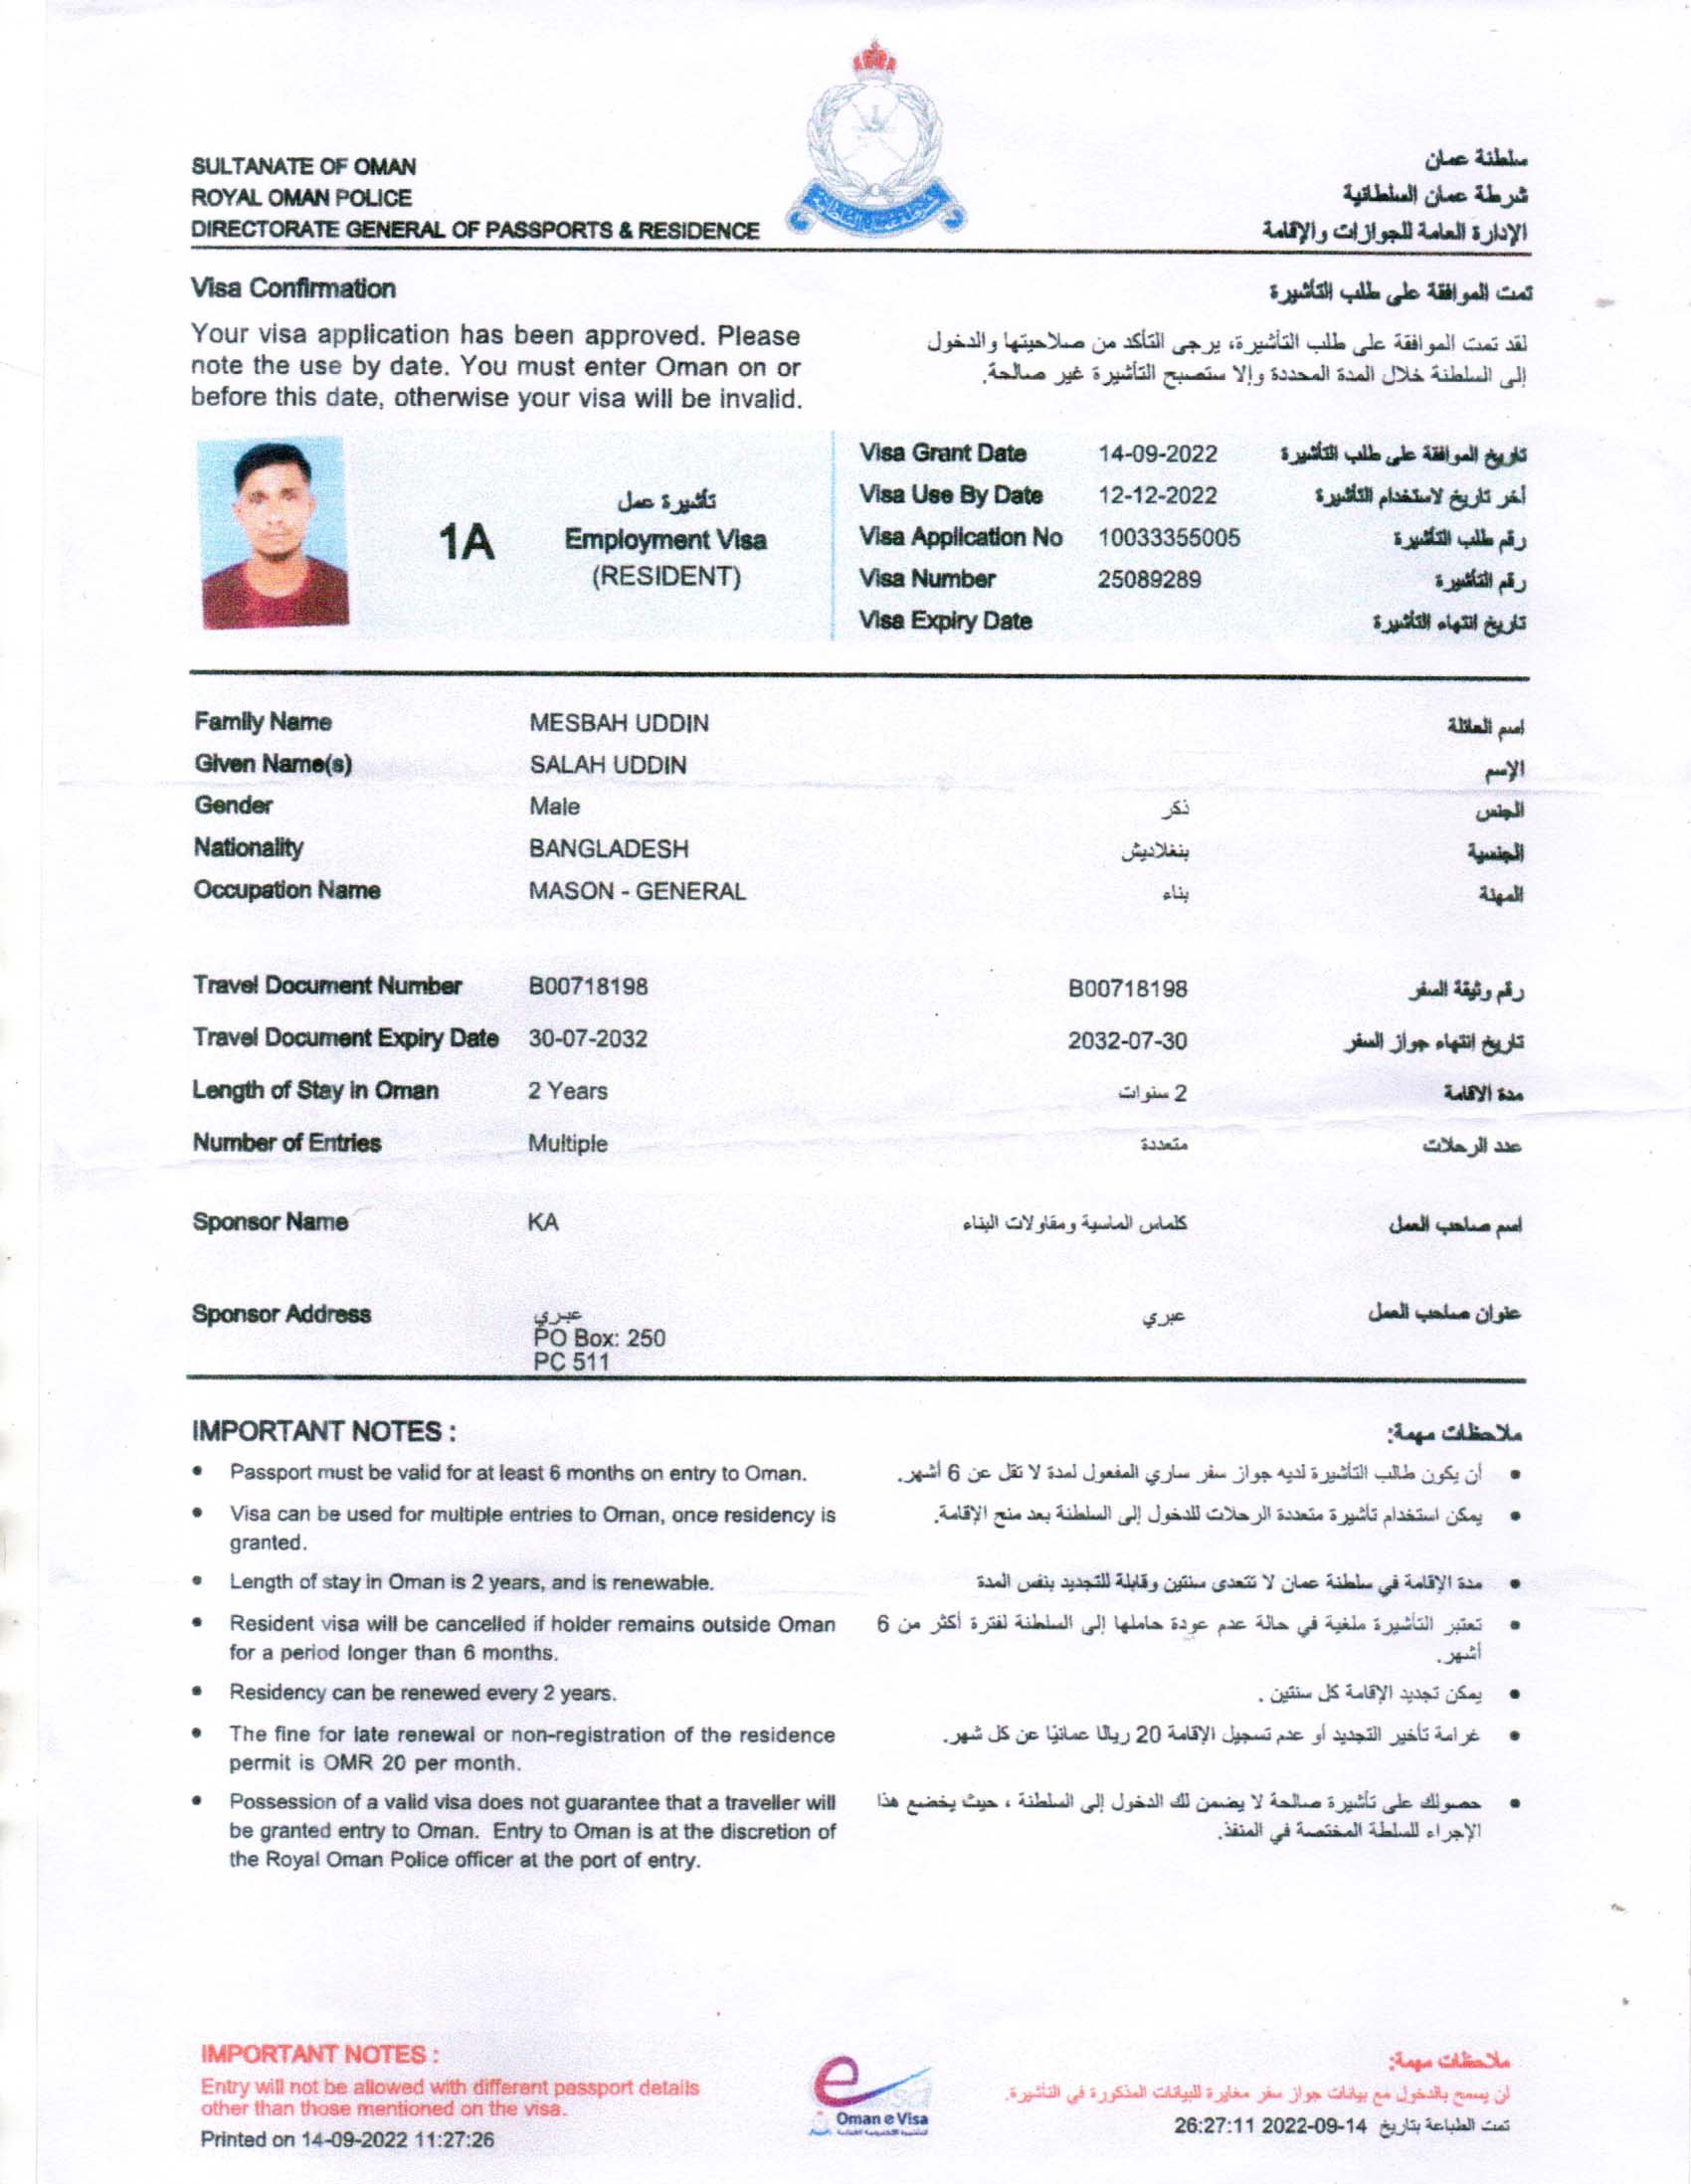 SULTANATE OF OMAN
ROYAL OMAN POLICE
DIRECTORATE GENERAL OF PASSPORTS & RESIDENCE
سلطنة عمان
شرطة عمان السلطانية
الإدارة العامة للجوازات والإقامة
Visa Confirmation
تمت الموافقة على طلب التأشيرة
Your visa application has been approved. Please
note the use by date. You must enter Oman on or
before this date, otherwise your visa will be invalid.
لقد تمت الموافقة على طلب التأشيرة، يرجى التأكد من صلاحيتها والدخول
إلى السلطنة خلال المدة المحددة وإلا ستصبح التأشيرة غير صالحة.
1A
تأشيرة عمل
Employment Visa
(RESIDENT)
Visa Grant Date 14-09-2022 تاريخ الموافقة على طلب التأشيرة
Visa Use By Date 12-12-2022 أخر تاريخ لاستخدام التأشيرة
Visa Application No 10033355005 رقم طلب التأشيرة
Visa Number 25089289 رقم التأشيرة
Visa Expiry Date تاريخ انتهاء التأشيرة
Family Name MESBAH UDDIN اسم العائلة
Given Name(s) SALAH UDDIN الإسم
Gender Male ذكر الجنس
Nationality BANGLADESH بنغلاديش الجنسية
Occupation Name MASON - GENERAL بناء المهنة
Travel Document Number B00718198 B00718198 رقم وثيقة السفر
Travel Document Expiry Date 30-07-2032 2032-07-30 تاريخ إنتهاء جواز السفر
Length of Stay in Oman 2 Years 2 سنوات مدة الاقامة
Number of Entries Multiple متعددة عدد الرحلات
Sponsor Name KA كلماس الماسية ومقاولات البناء اسم صاحب العمل
Sponsor Address عبري عبري عنوان صاحب العمل
PO Box: 250
PC 511
IMPORTANT NOTES :
• Passport must be valid for at least 6 months on entry to Oman.
• Visa can be used for multiple entries to Oman, once residency is
granted.
• Length of stay in Oman is 2 years, and is renewable.
• Resident visa will be cancelled if holder remains outside Oman
for a period longer than 6 months.
• Residency can be renewed every 2 years.
• The fine for late renewal or non-registration of the residence
permit is OMR 20 per month.
• Possession of a valid visa does not guarantee that a traveller will
be granted entry to Oman. Entry to Oman is at the discretion of
the Royal Oman Police officer at the port of entry.
ملاحظات مهمة:
• أن يكون طالب التأشيرة لديه جواز سفر ساري المفعول لمدة لا تقل عن 6 أشهر.
• يمكن استخدام تأشيرة متعددة الرحلات للدخول إلى السلطنة بعد منح الإقامة.
• مدة الإقامة في سلطنة عمان لا تتعدى سنتين وقابلة للتجديد بنفس المدة
• تعتبر التأشيرة ملغية في حالة عدم عودة حاملها إلى السلطنة لفترة أكثر من 6
أشهر.
• يمكن تجديد الإقامة كل سنتين .
• غرامة تأخير التجديد أو عدم تسجيل الإقامة 20 ريالا عمانيا عن كل شهر.
• حصولك على تأشيرة صالحة لا يضمن لك الدخول إلى السلطنة ، حيث يخضع هذا
الإجراء للسلطة المختصة في المنفذ.
IMPORTANT NOTES :
Entry will not be allowed with different passport details
other than those mentioned on the visa.
Printed on 14-09-2022 11:27:26
Oman e Visa
ملاحظات مهمة:
لن يسمح بالدخول مع بيانات جواز سفر مغايرة للبيانات المذكورة في التأشيرة.
تمت الطباعة بتاريخ 14-09-2022 26:27:11